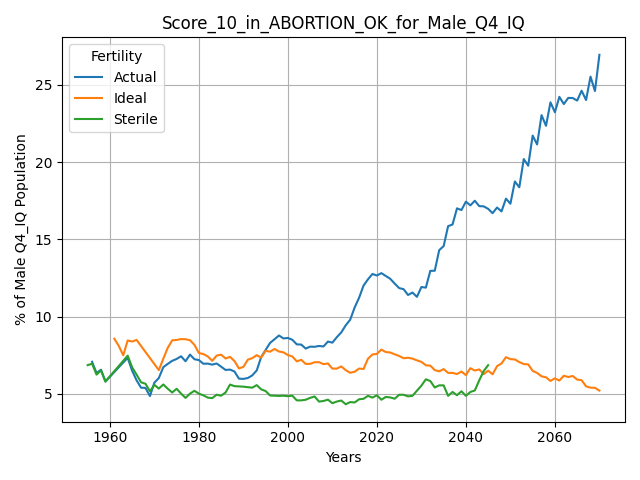 Score_10_in_ABORTION_OK_for_Male_Q4_IQ
Fertility
Actual
Ideal
Sterile
% of Male Q4_IQ Population
25
20
15
10
5
1960 1980 2000 2020 2040 2060
Years